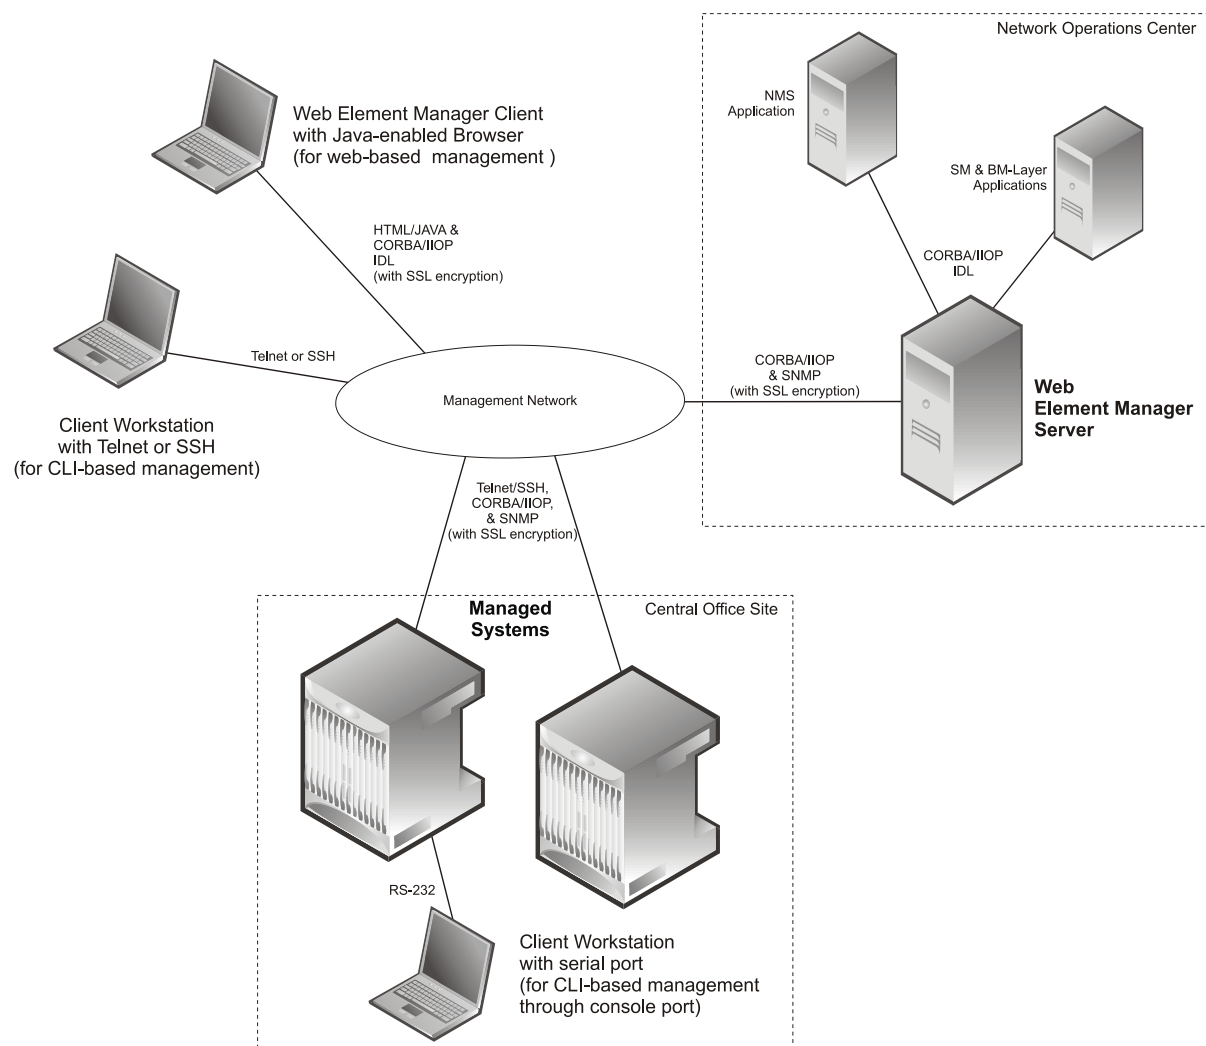 Network Operations Center
NMS
Application
SM & BM-Layer
Applications
CORBA/IIOP
IDL
Web Element Manager Client
with Java-enabled Browser
(for web-based  management )
HTML/JAVA &
CORBA/IIOP
IDL
(with SSL encryption)
Telnet or SSH
Client Workstation
with Telnet or SSH
(for CLI-based management)
Management Network
CORBA/IIOP
& SNMP
(with SSL encryption)
Web
Element Manager
Server
Telnet/SSH,
CORBA/IIOP,
& SNMP
(with SSL encryption)
Managed
Systems
Central Office Site
RS-232
Client Workstation
with serial port
(for CLI-based management
through console port)